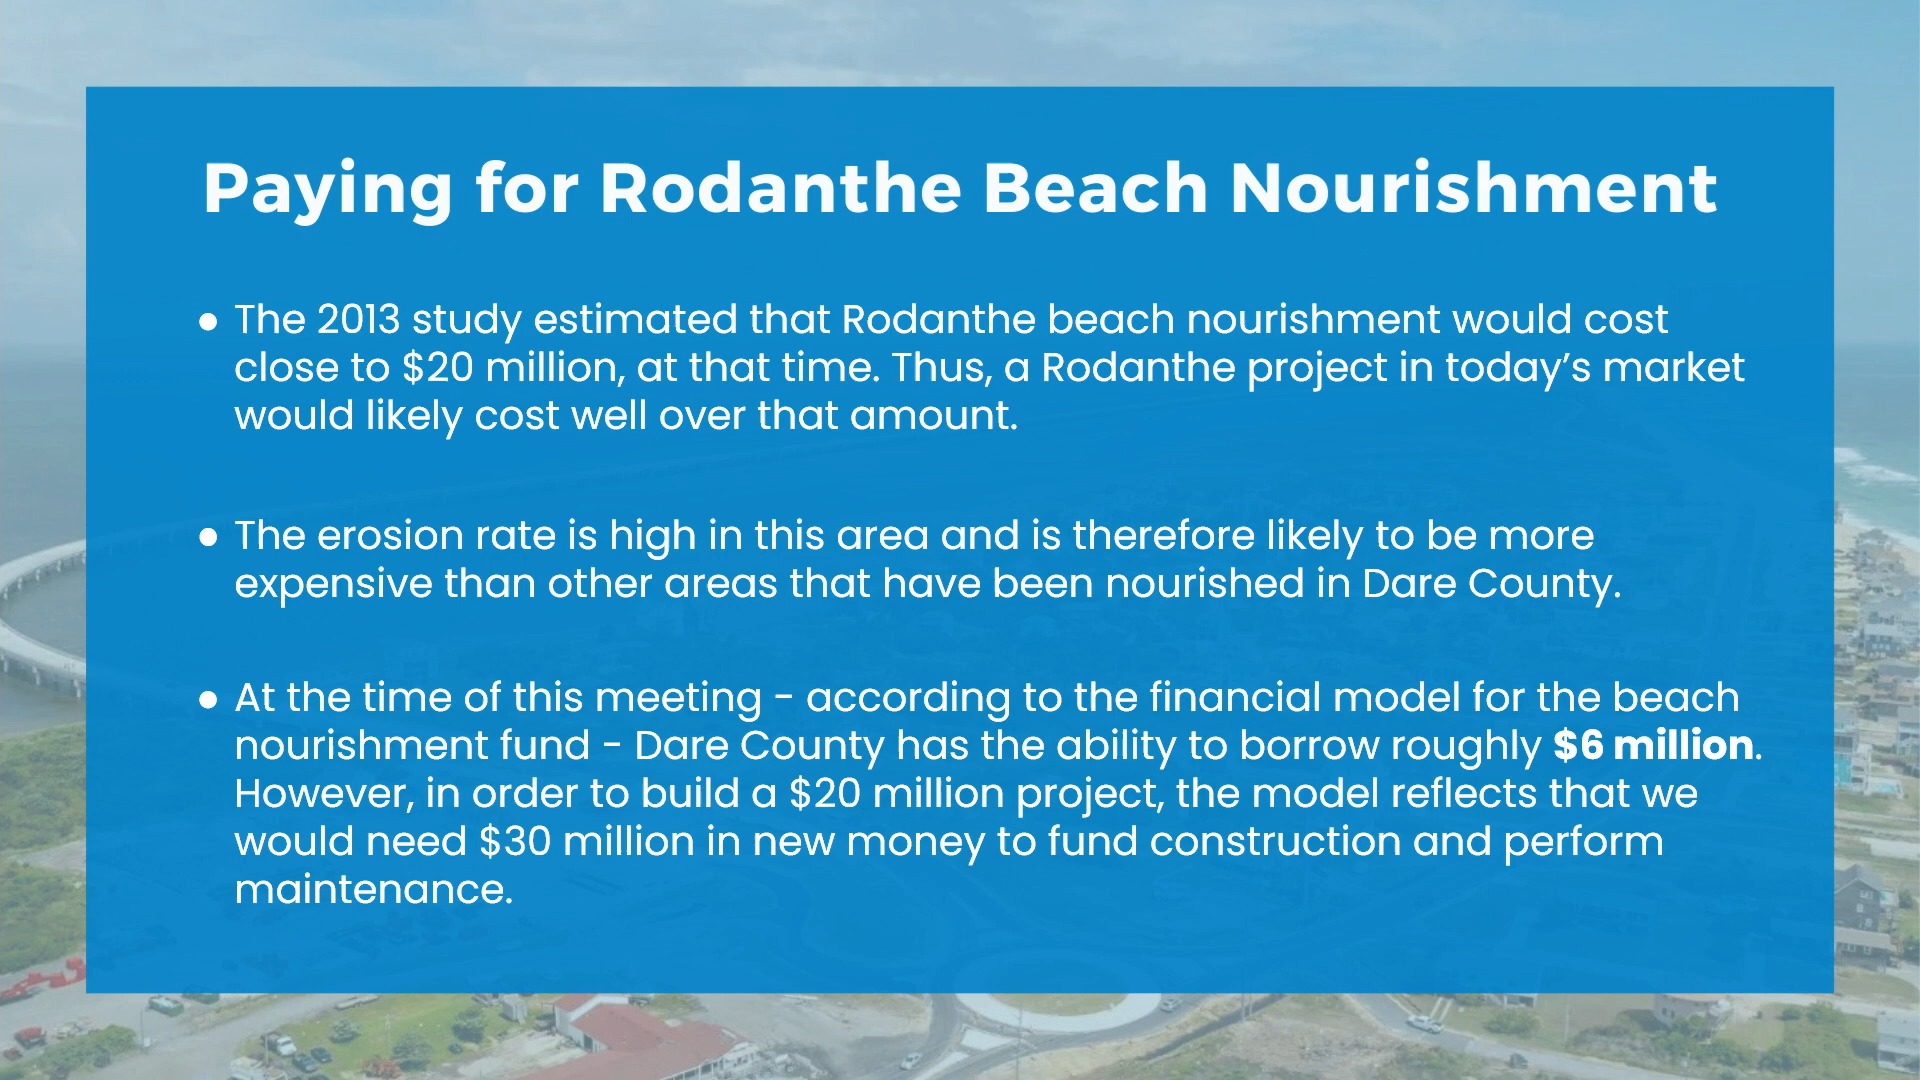 Paying for Rodanthe Beach Nourishment
• The 2013 study estimated that Rodanthe beach nourishment would cost
close to $20 million, at that time. Thus, a Rodanthe project in today’s market
would likely cost well over that amount.
• The erosion rate is high in this area and is therefore likely to be more
expensive than other areas that have been nourished in Dare County.
• At the time of this meeting - according to the financial model for the beach
nourishment fund - Dare County has the ability to borrow roughly $6 million.
However, in order to build a $20 million project, the model reflects that we
would need $30 million in new money to fund construction and perform
maintenance.